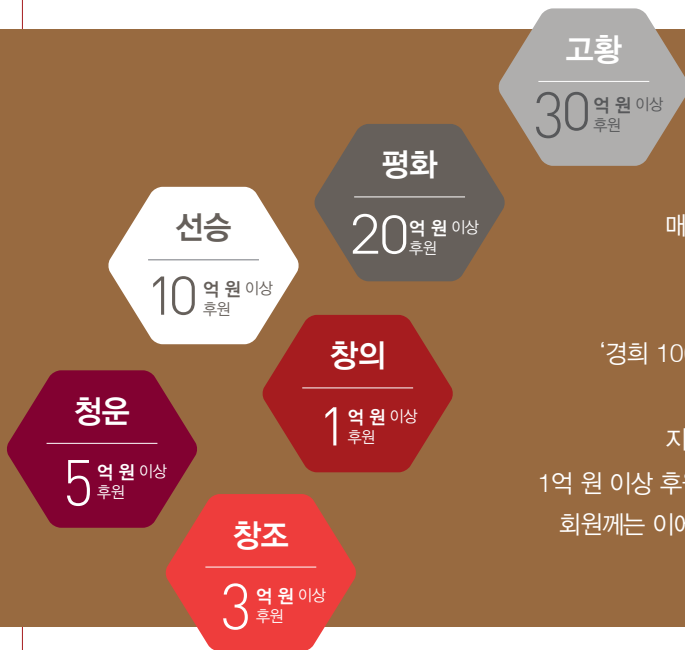 고황
30억 원 이상
후원
평화
20억 원 이상
후원
선승
10억 원 이상
후원
창의
1억 원 이상
후원
청운
5억 원 이상
후원
창조
3억 원 이상
후원
매
‘경희 10
지
1억 원 이상 후
회원께는 이